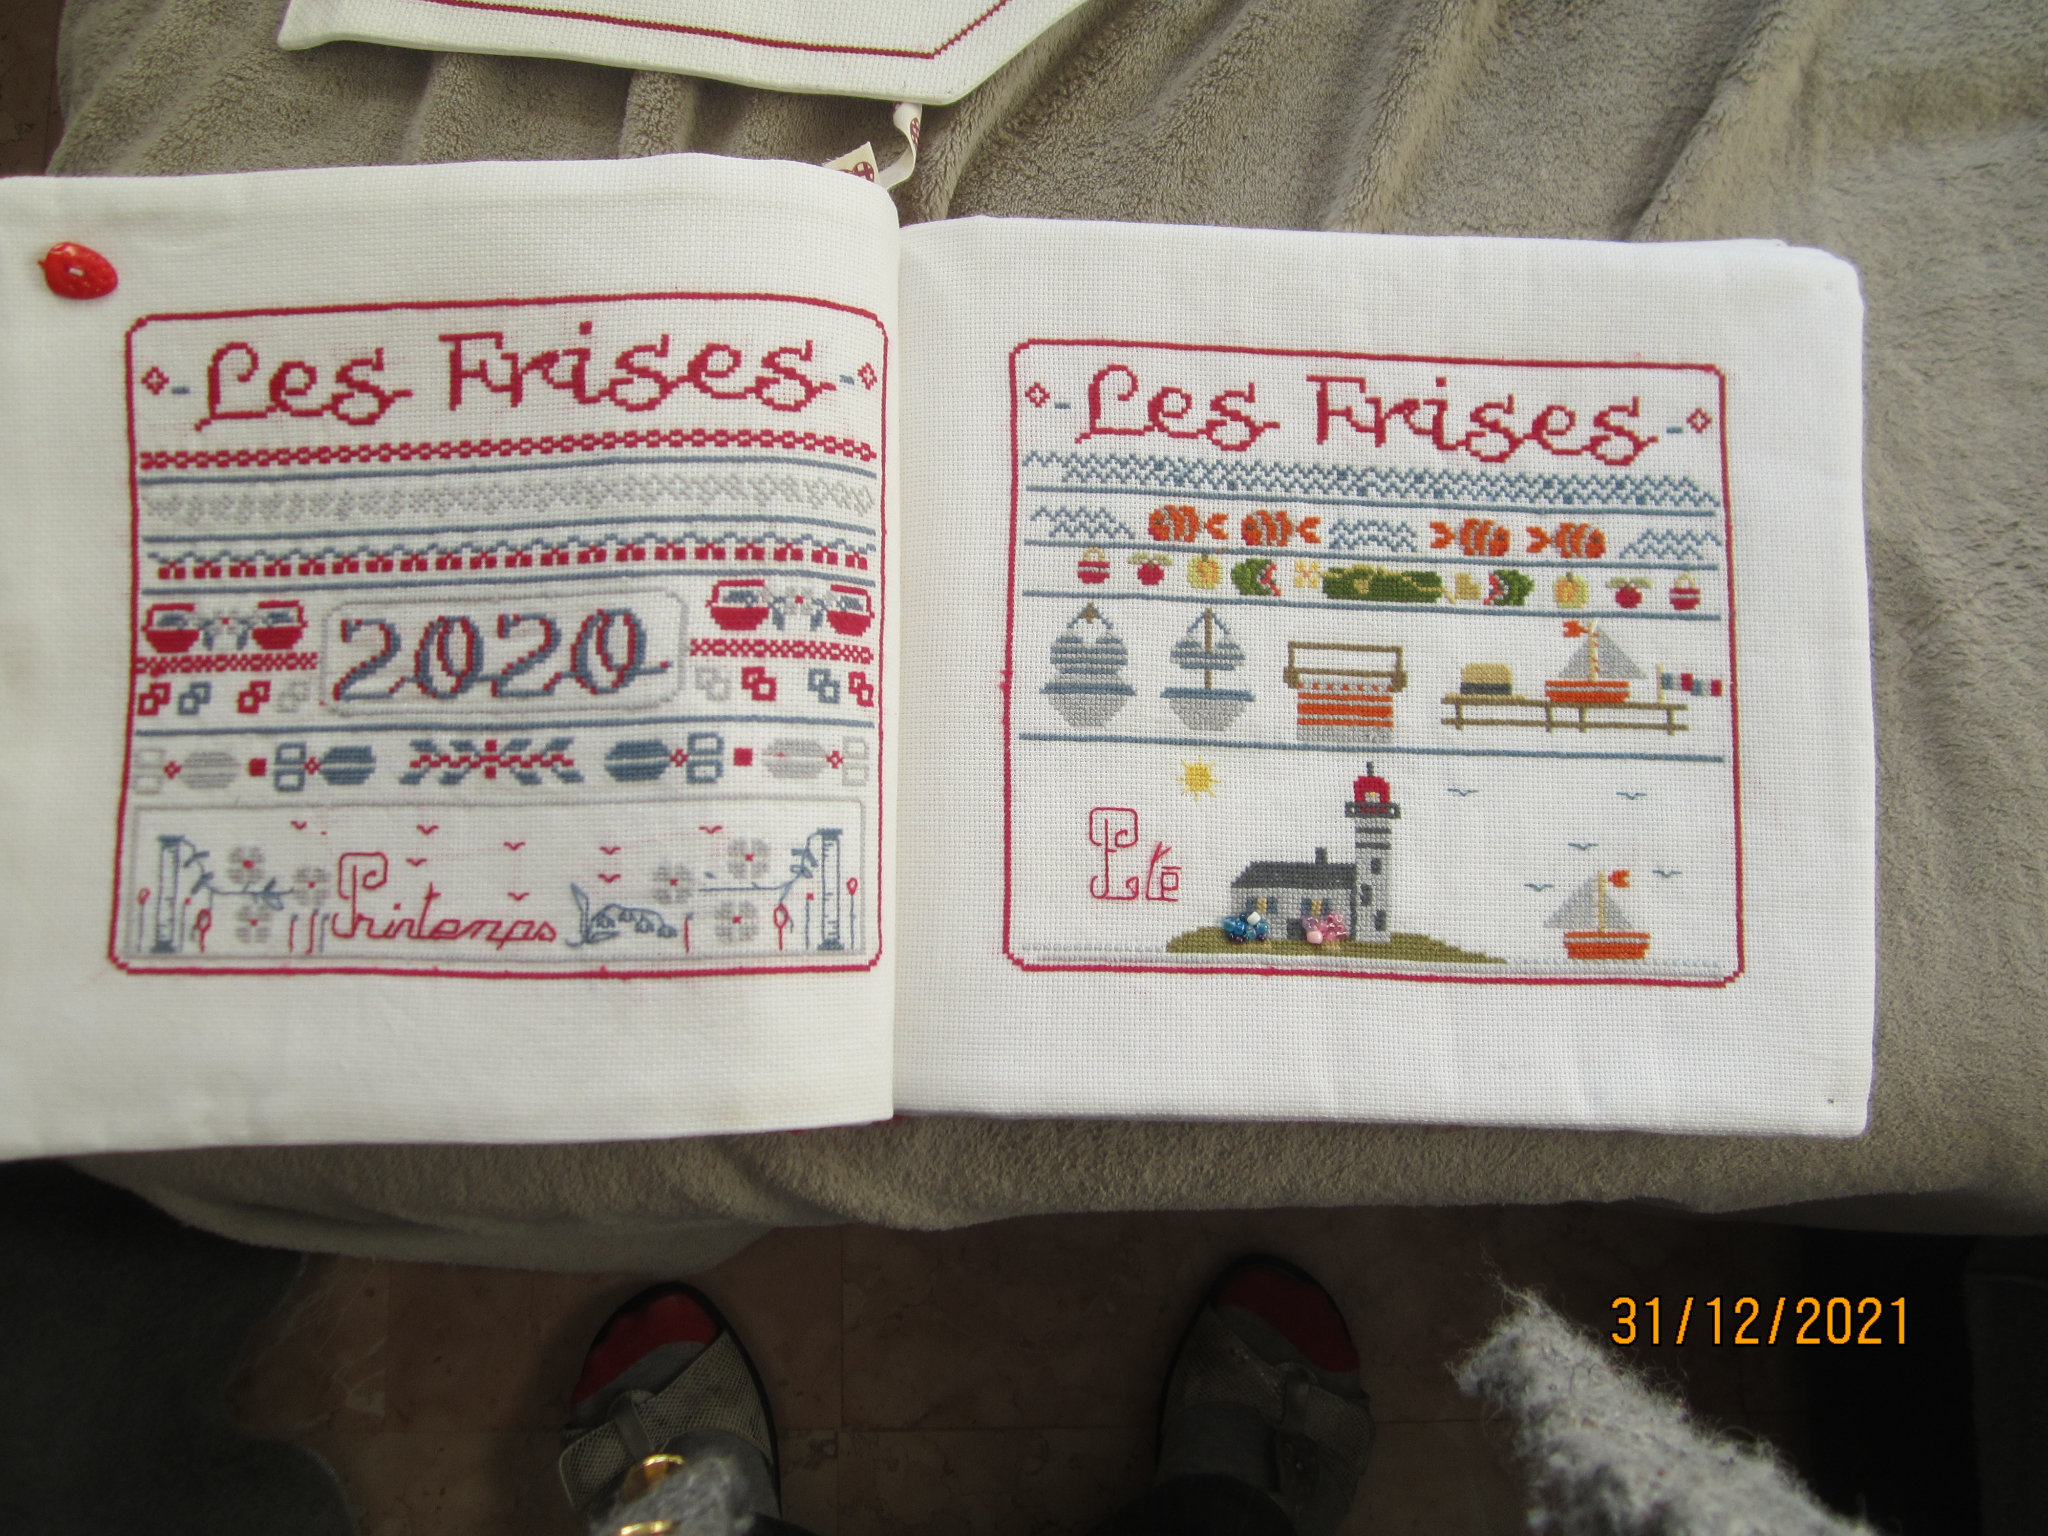 Les Frises
2020
Printemps
Les Frises
L'eté
31/12/2021